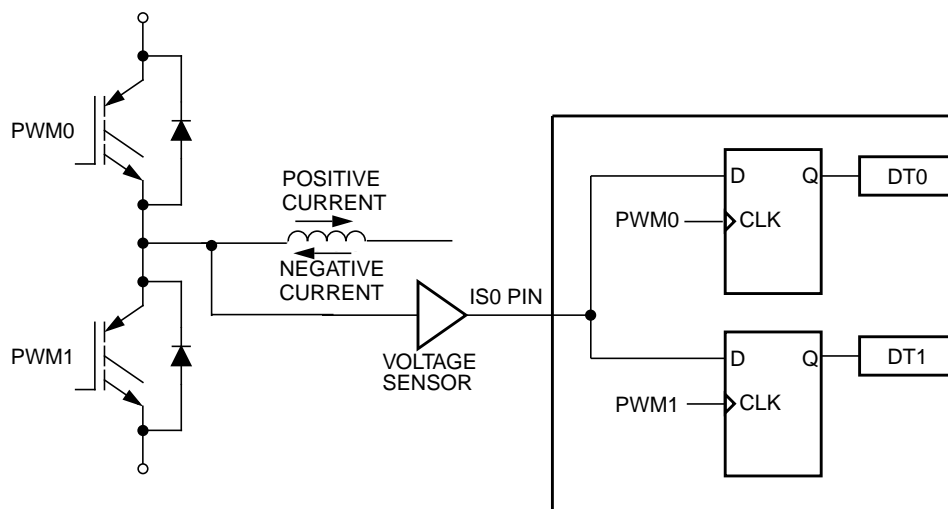 PWM0
POSITIVE
CURRENT
NEGATIVE
CURRENT
PWM1
VOLTAGE
SENSOR
IS0 PIN
D
Q
DT0
PWM0
CLK
D
Q
DT1
PWM1
CLK